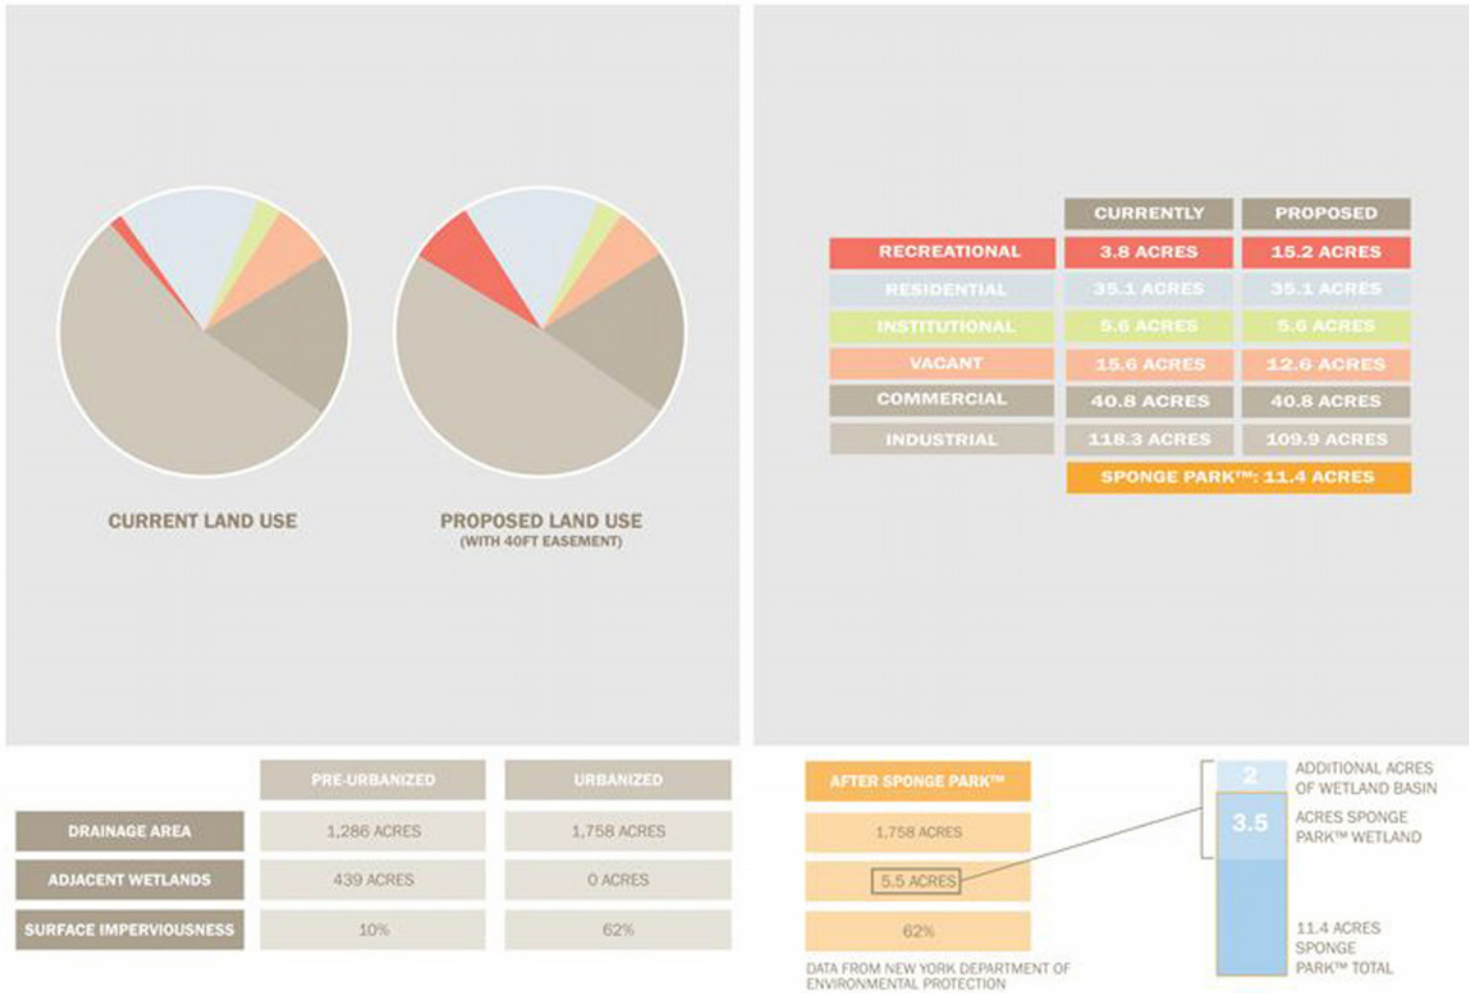 CURRENT LAND USE
PROPOSED LAND USE
(WITH 40FT EASEMENT)
CURRENTLY PROPOSED
RECREATIONAL 3.8 ACRES 15.2 ACRES
RESIDENTIAL 35.1 ACRES 35.1 ACRES
INSTITUTIONAL 5.6 ACRES 5.6 ACRES
VACANT 15.6 ACRES 12.6 ACRES
COMMERCIAL 40.8 ACRES 40.8 ACRES
INDUSTRIAL 118.3 ACRES 109.9 ACRES
SPONGE PARK™: 11.4 ACRES
PRE-URBANIZED URBANIZED
DRAINAGE AREA 1,286 ACRES 1,758 ACRES
ADJACENT WETLANDS 439 ACRES 0 ACRES
SURFACE IMPERVIOUSNESS 10% 62%
AFTER SPONGE PARK™
1,758 ACRES
5.5 ACRES
62%
DATA FROM NEW YORK DEPARTMENT OF
ENVIRONMENTAL PROTECTION
2
ADDITIONAL ACRES
OF WETLAND BASIN
3.5
ACRES SPONGE
PARK™ WETLAND
11.4 ACRES
SPONGE
PARK™ TOTAL